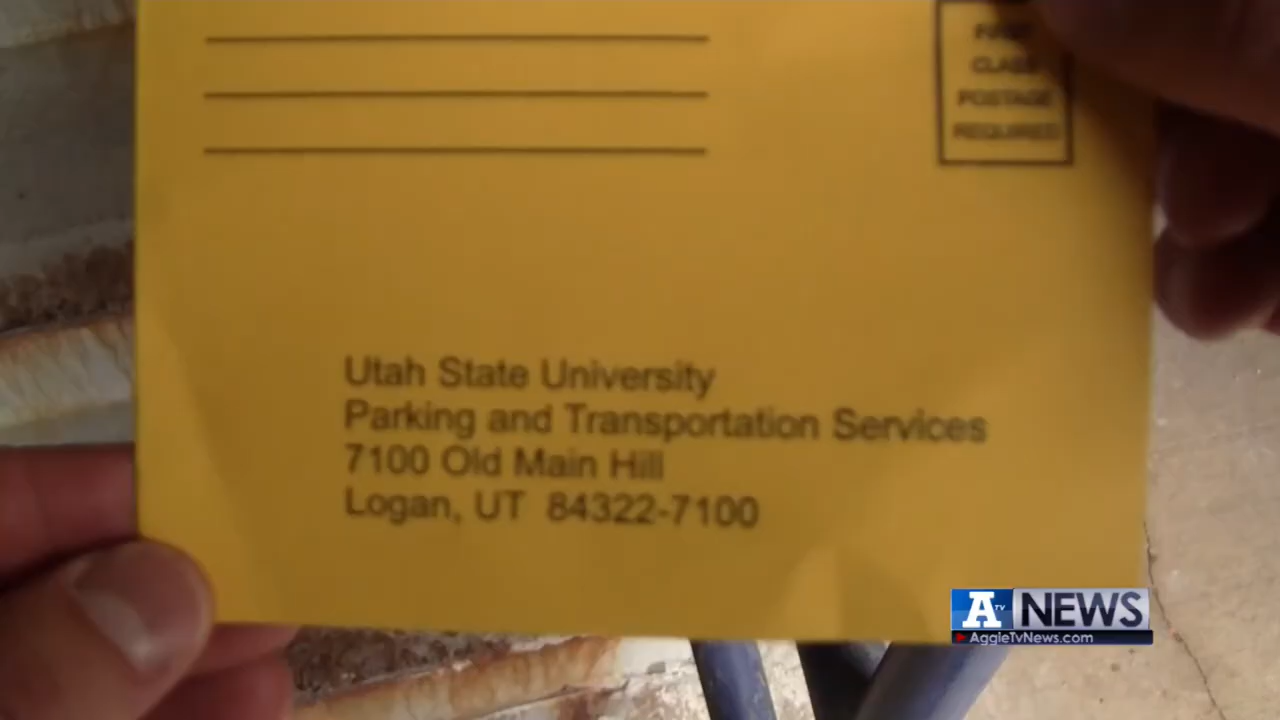 FIRST
CLASS
POSTAGE
REQUIRED
Utah State University
Parking and Transportation Services
7100 Old Main Hill
Logan, UT 84322-7100
A TV NEWS
AggieTvNews.com